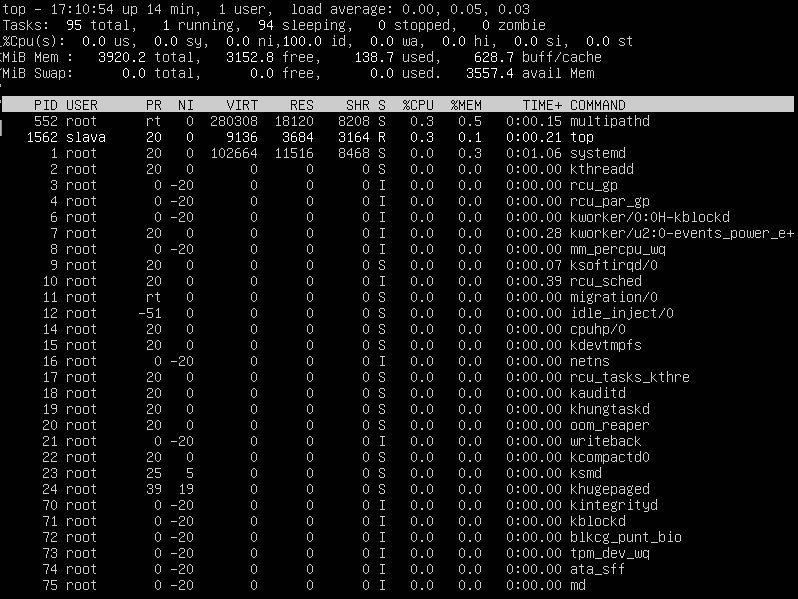 top - 17:10:54 up 14 min,  1 user,  load average: 0.00, 0.05, 0.03
Tasks:  95 total,   1 running,  94 sleeping,   0 stopped,   0 zombie
%Cpu(s):  0.0 us,  0.0 sy,  0.0 ni,100.0 id,  0.0 wa,  0.0 hi,  0.0 si,  0.0 st
MiB Mem :   3920.2 total,   3152.8 free,    138.7 used,    628.7 buff/cache
MiB Swap:      0.0 total,      0.0 free,      0.0 used.   3557.4 avail Mem
PID USER      PR  NI    VIRT    RES    SHR S  %CPU  %MEM     TIME+ COMMAND
552 root      rt   0  280308  18120   8208 S   0.3   0.5   0:00.15 multipathd
1562 slava     20   0    9136   3684   3164 R   0.3   0.1   0:00.21 top
1 root      20   0  102664  11516   8468 S   0.0   0.3   0:01.06 systemd
2 root      20   0       0      0      0 S   0.0   0.0   0:00.00 kthreadd
3 root       0 -20       0      0      0 I   0.0   0.0   0:00.00 rcu_gp
4 root       0 -20       0      0      0 I   0.0   0.0   0:00.00 rcu_par_gp
6 root       0 -20       0      0      0 I   0.0   0.0   0:00.00 kworker/0:0H-kblockd
7 root      20   0       0      0      0 I   0.0   0.0   0:00.28 kworker/u2:0-events_power_e+
8 root       0 -20       0      0      0 I   0.0   0.0   0:00.00 mm_percpu_wq
9 root      20   0       0      0      0 S   0.0   0.0   0:00.07 ksoftirqd/0
10 root      20   0       0      0      0 I   0.0   0.0   0:00.39 rcu_sched
11 root      rt   0       0      0      0 S   0.0   0.0   0:00.00 migration/0
12 root     -51   0       0      0      0 S   0.0   0.0   0:00.00 idle_inject/0
14 root      20   0       0      0      0 S   0.0   0.0   0:00.00 cpuhp/0
15 root      20   0       0      0      0 S   0.0   0.0   0:00.00 kdevtmpfs
16 root       0 -20       0      0      0 I   0.0   0.0   0:00.00 netns
17 root      20   0       0      0      0 S   0.0   0.0   0:00.00 rcu_tasks_kthre
18 root      20   0       0      0      0 S   0.0   0.0   0:00.00 kauditd
19 root      20   0       0      0      0 S   0.0   0.0   0:00.00 khungtaskd
20 root      20   0       0      0      0 S   0.0   0.0   0:00.00 oom_reaper
21 root       0 -20       0      0      0 I   0.0   0.0   0:00.00 writeback
22 root      20   0       0      0      0 S   0.0   0.0   0:00.00 kcompactd0
23 root      25   5       0      0      0 S   0.0   0.0   0:00.00 ksmd
24 root      39  19       0      0      0 S   0.0   0.0   0:00.00 khugepaged
70 root       0 -20       0      0      0 I   0.0   0.0   0:00.00 kintegrityd
71 root       0 -20       0      0      0 I   0.0   0.0   0:00.00 kblockd
72 root       0 -20       0      0      0 I   0.0   0.0   0:00.00 blkcg_punt_bio
73 root       0 -20       0      0      0 I   0.0   0.0   0:00.00 tpm_dev_wq
74 root       0 -20       0      0      0 I   0.0   0.0   0:00.00 ata_sff
75 root       0 -20       0      0      0 I   0.0   0.0   0:00.00 md